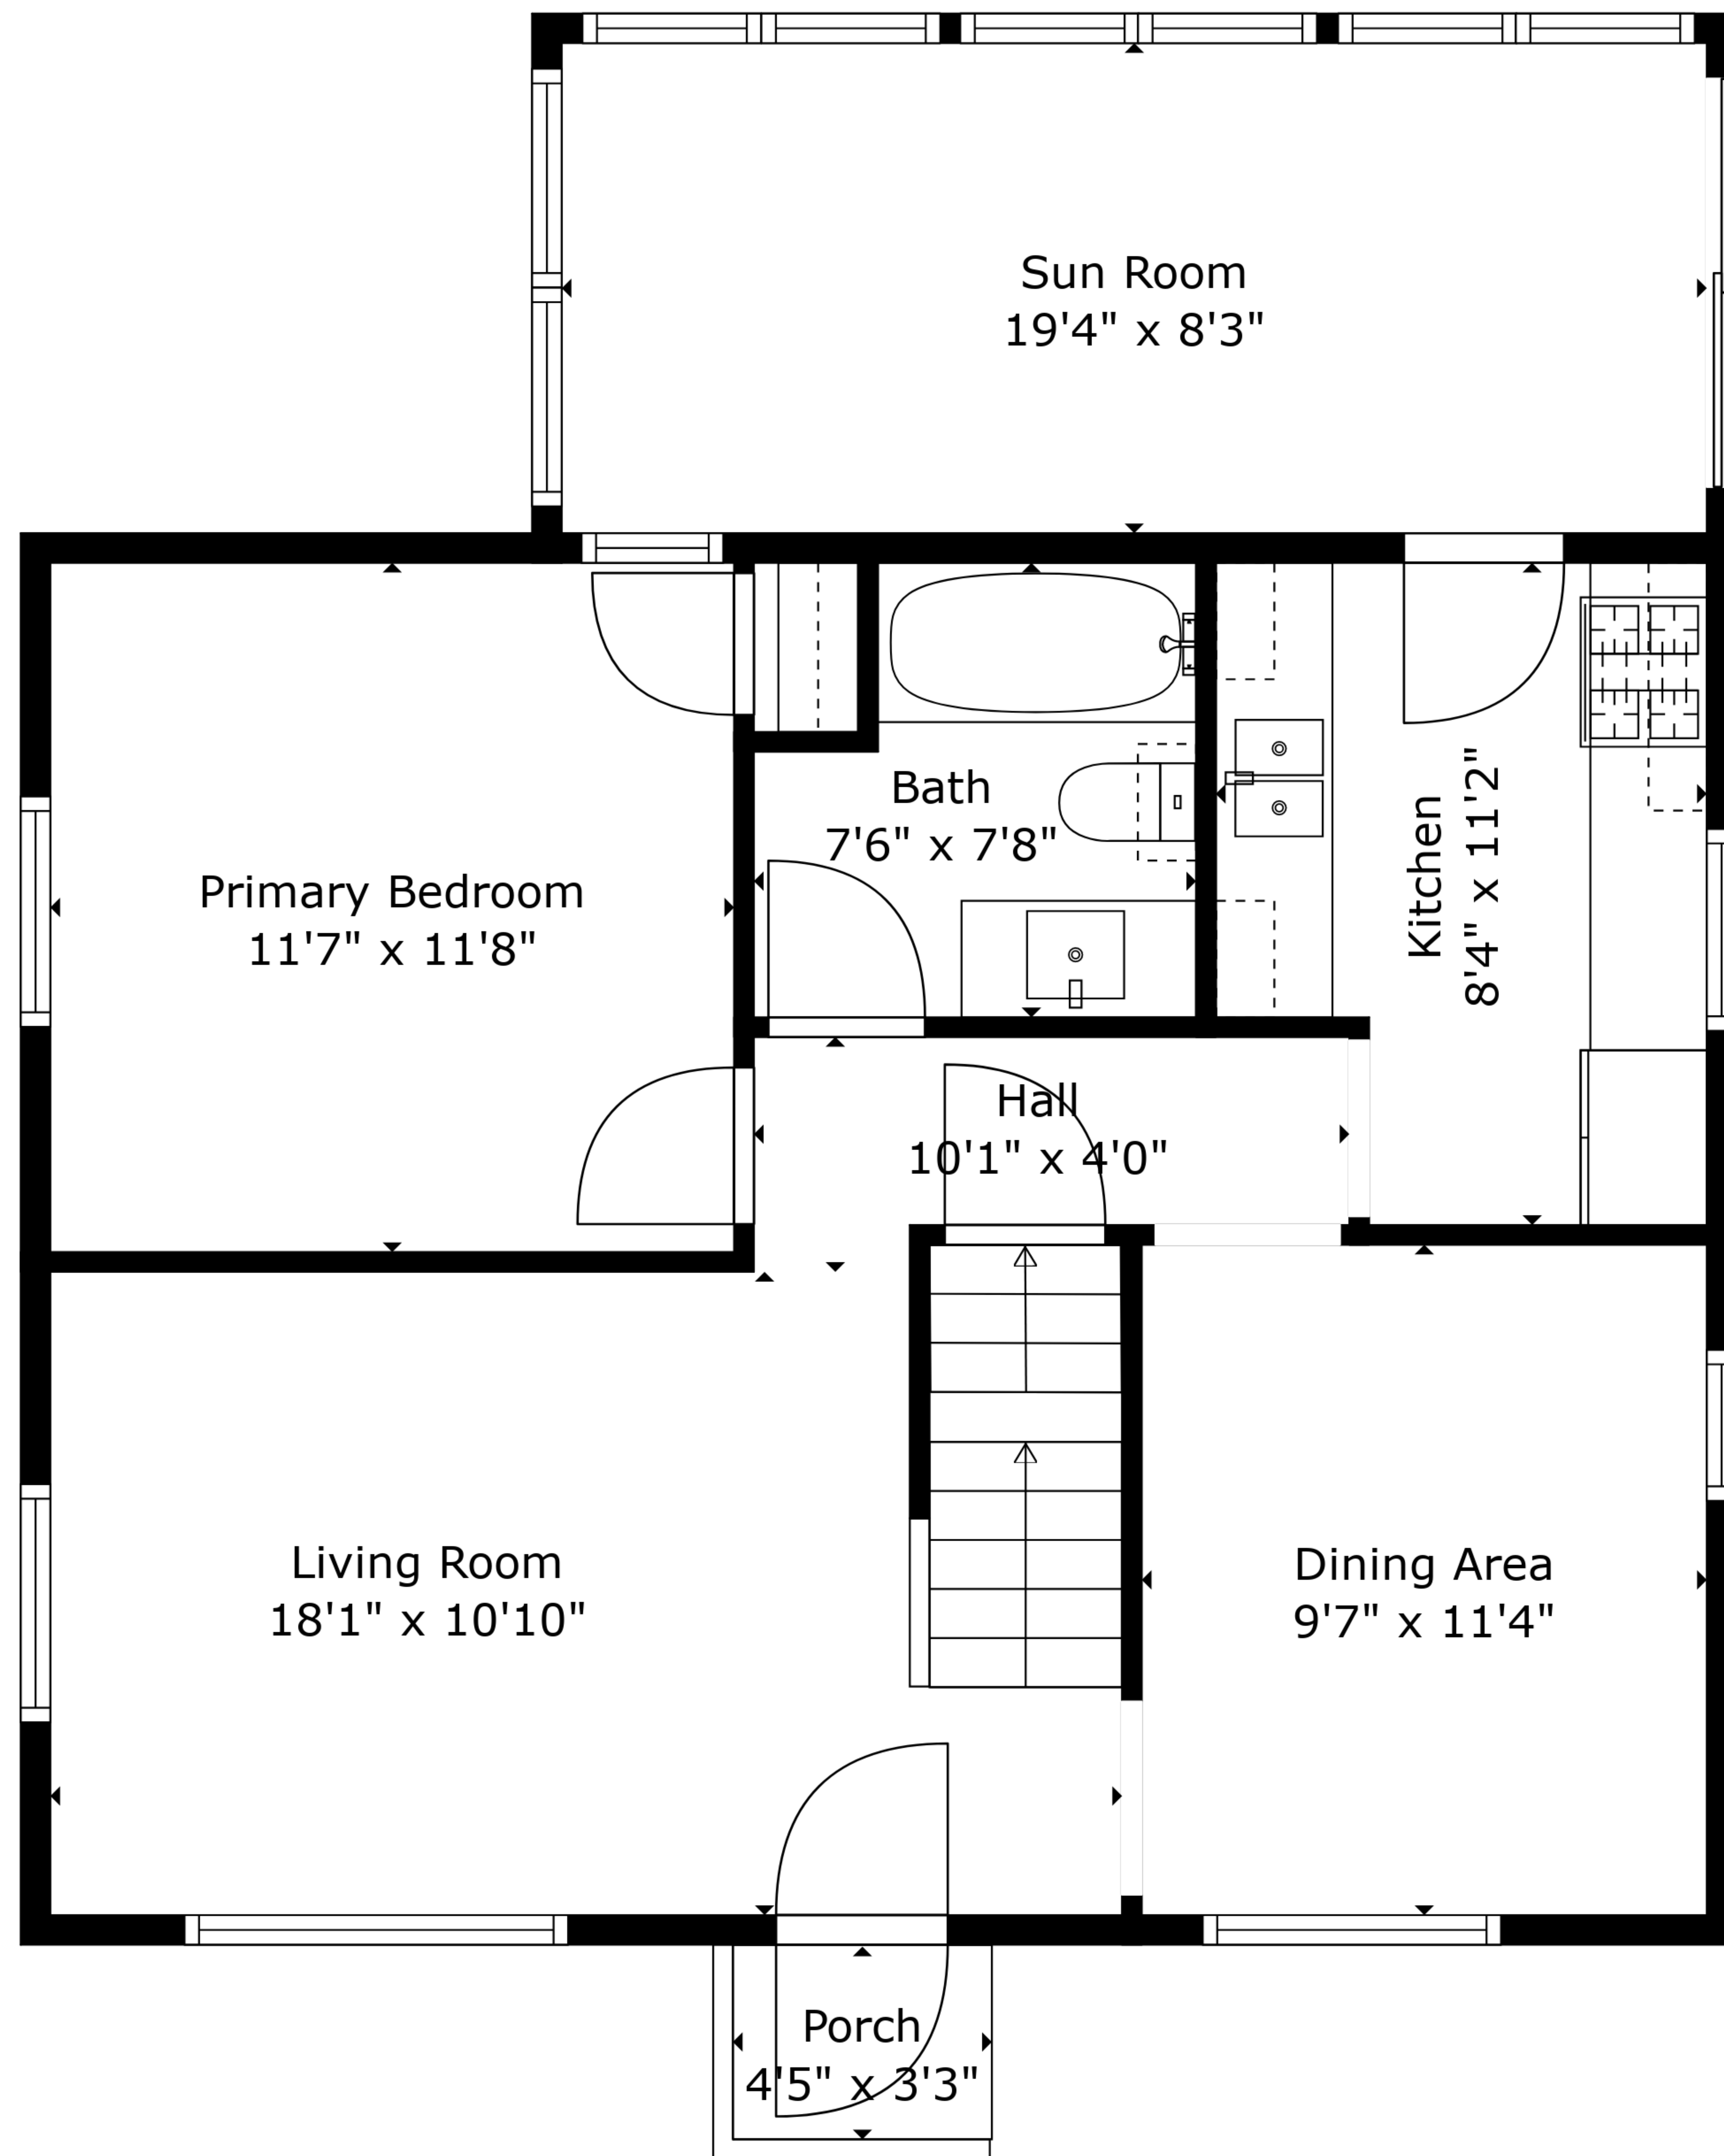 Sun Room
19'4" x 8'3"
Bath
7'6" x 7'8"
Kitchen
8'4" x 11'2"
Primary Bedroom
11'7" x 11'8"
Hall
10'1" x 4'0"
Living Room
18'1" x 10'10"
Dining Area
9'7" x 11'4"
Porch
4'5" x 3'3"